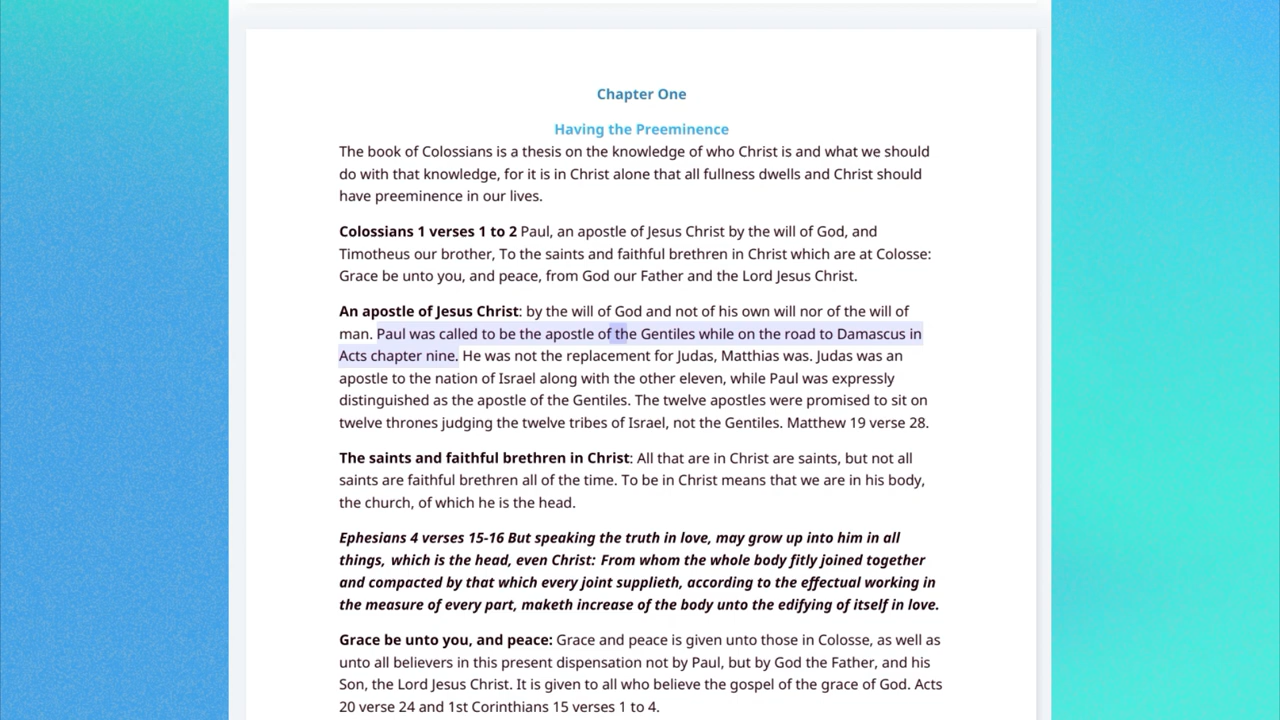 Chapter One
Having the Preeminence
The book of Colossians is a thesis on the knowledge of who Christ is and what we should
do with that knowledge, for it is in Christ alone that all fullness dwells and Christ should
have preeminence in our lives.
Colossians 1 verses 1 to 2 Paul, an apostle of Jesus Christ by the will of God, and
Timotheus our brother, To the saints and faithful brethren in Christ which are at Colosse:
Grace be unto you, and peace, from God our Father and the Lord Jesus Christ.
An apostle of Jesus Christ: by the will of God and not of his own will nor of the will of
man. Paul was called to be the apostle of the Gentiles while on the road to Damascus in
Acts chapter nine. He was not the replacement for Judas, Matthias was. Judas was an
apostle to the nation of Israel along with the other eleven, while Paul was expressly
distinguished as the apostle of the Gentiles. The twelve apostles were promised to sit on
twelve thrones judging the twelve tribes of Israel, not the Gentiles. Matthew 19 verse 28.
The saints and faithful brethren in Christ: All that are in Christ are saints, but not all
saints are faithful brethren all of the time. To be in Christ means that we are in his body,
the church, of which he is the head.
Ephesians 4 verses 15-16 But speaking the truth in love, may grow up into him in all
things, which is the head, even Christ: From whom the whole body fitly joined together
and compacted by that which every joint supplieth, according to the effectual working in
the measure of every part, maketh increase of the body unto the edifying of itself in love.
Grace be unto you, and peace: Grace and peace is given unto those in Colosse, as well as
unto all believers in this present dispensation not by Paul, but by God the Father, and his
Son, the Lord Jesus Christ. It is given to all who believe the gospel of the grace of God. Acts
20 verse 24 and 1st Corinthians 15 verses 1 to 4.